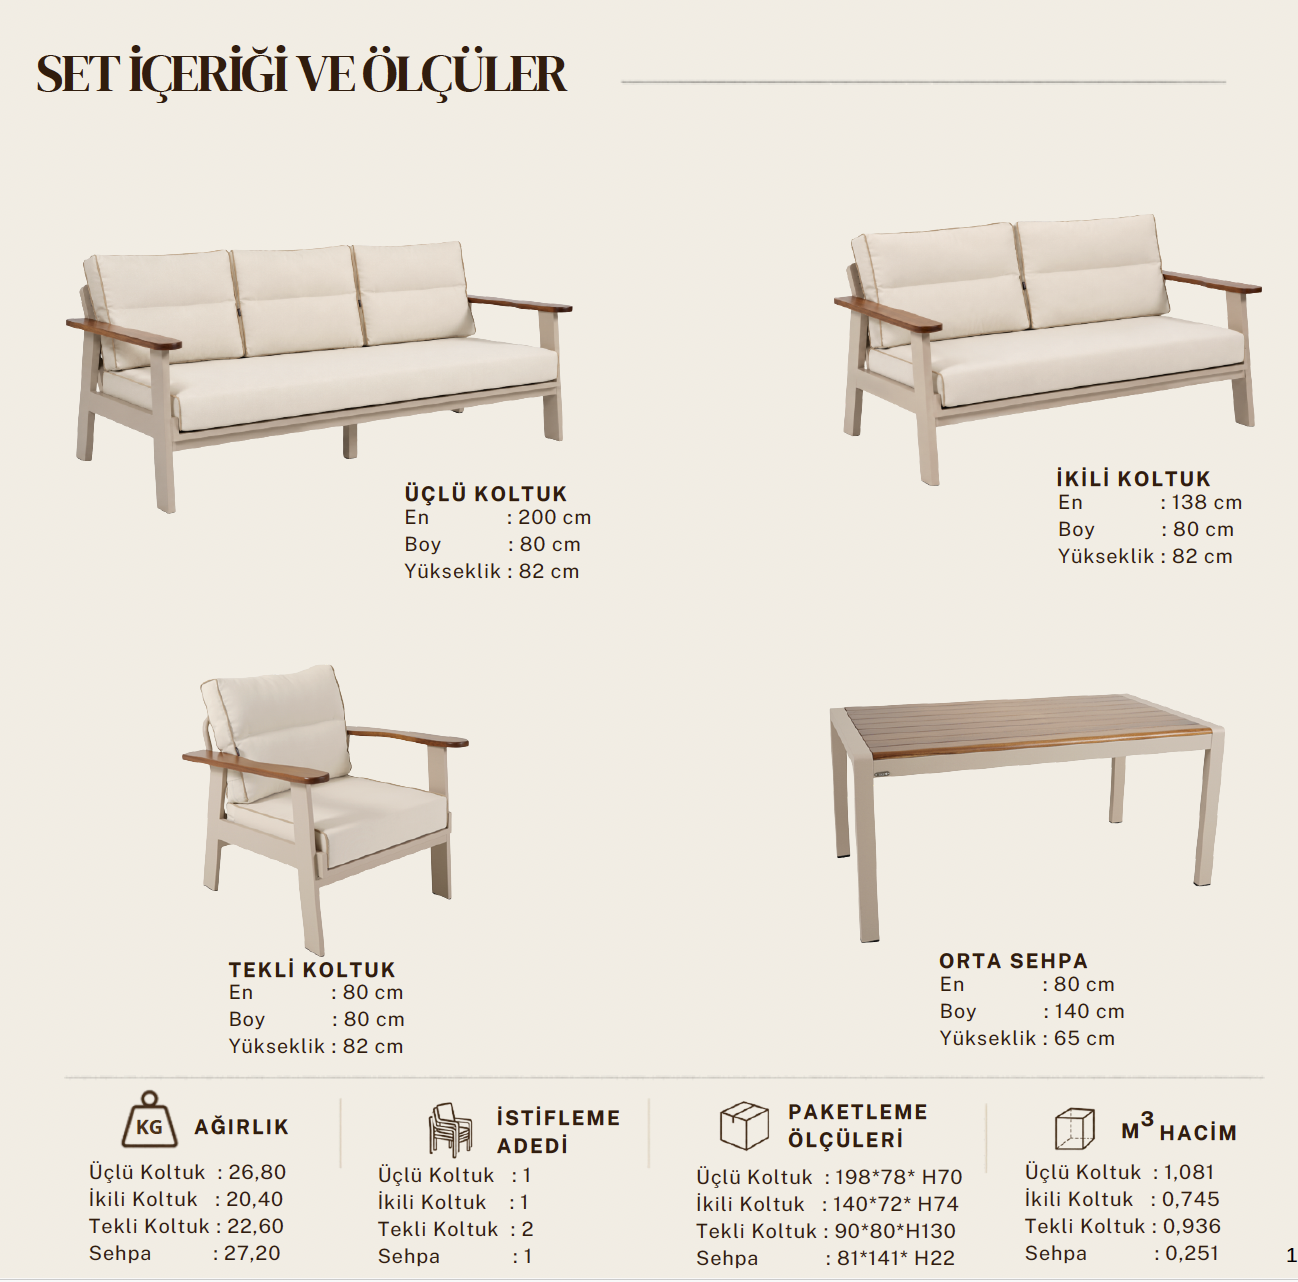 SET İÇERİĞİ VE ÖLÇÜLER
ÜÇLÜ KOLTUK
En : 200 cm
Boy : 80 cm
Yükseklik : 82 cm
İKİLİ KOLTUK
En : 138 cm
Boy : 80 cm
Yükseklik : 82 cm
TEKLİ KOLTUK
En : 80 cm
Boy : 80 cm
Yükseklik : 82 cm
ORTA SEHPA
En : 80 cm
Boy : 140 cm
Yükseklik : 65 cm
KG AĞIRLIK
Üçlü Koltuk : 26,80
İkili Koltuk : 20,40
Tekli Koltuk : 22,60
Sehpa : 27,20
İSTİFLEME
ADEDİ
Üçlü Koltuk : 1
İkili Koltuk : 1
Tekli Koltuk : 2
Sehpa : 1
PAKETLEME
ÖLÇÜLERİ
Üçlü Koltuk : 198*78* H70
İkili Koltuk : 140*72* H74
Tekli Koltuk : 90*80*H130
Sehpa : 81*141* H22
M³ HACİM
Üçlü Koltuk : 1,081
İkili Koltuk : 0,745
Tekli Koltuk : 0,936
Sehpa : 0,251
1